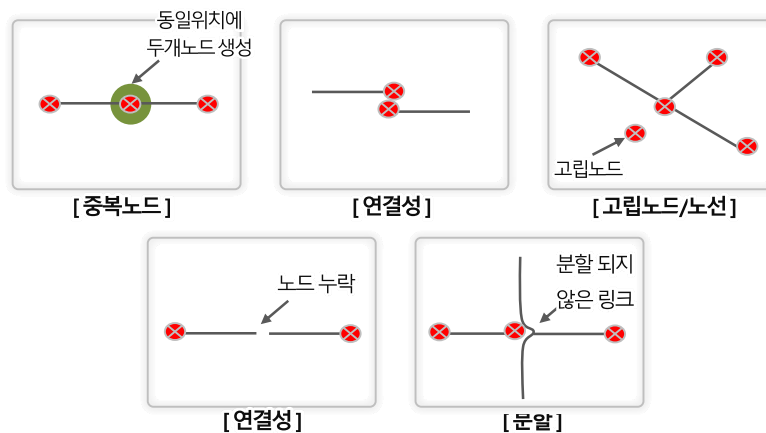 동일위치에
두개노드 생성
고립노드
[ 중복노드 ]
[ 연결성 ]
[ 고립노드/노선 ]
노드 누락
분할 되지
않은 링크
[ 연결성 ]
[ 분할 ]